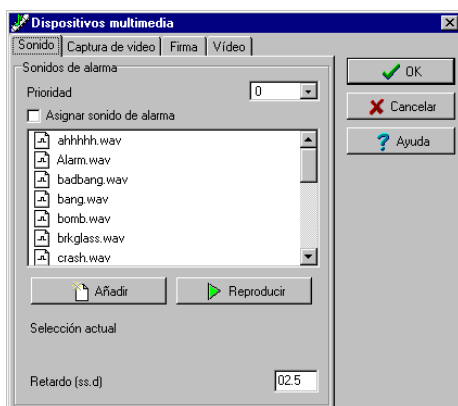 Dispositivos multimedia
Sonido Captura de video Firma Vídeo
Sonidos de alarma
Prioridad 0
Asignar sonido de alarma
ahhhhh.wav
Alarm.wav
badbang.wav
bang.wav
bomb.wav
brkglass.wav
crash.wav
Añadir Reproducir
Selección actual
Retardo (ss.d) 02.5
OK
Cancelar
Ayuda